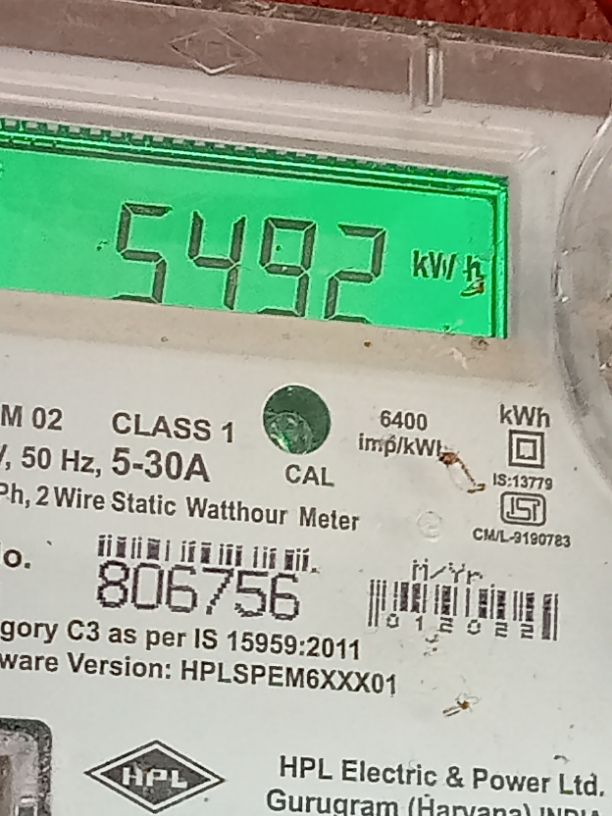 5492 kWh
M 02 CLASS 1
6400
imp/kWh
kWh
, 50 Hz, 5-30A
CAL
IS:13779
Ph, 2 Wire Static Watthour Meter
CM/L-9190783
o.
806756
M/Yr
012022
gory C3 as per IS 15959:2011
ware Version: HPLSPEM6XXX01
HPL
HPL Electric & Power Ltd.
Gurugram (Haryana) INDIA